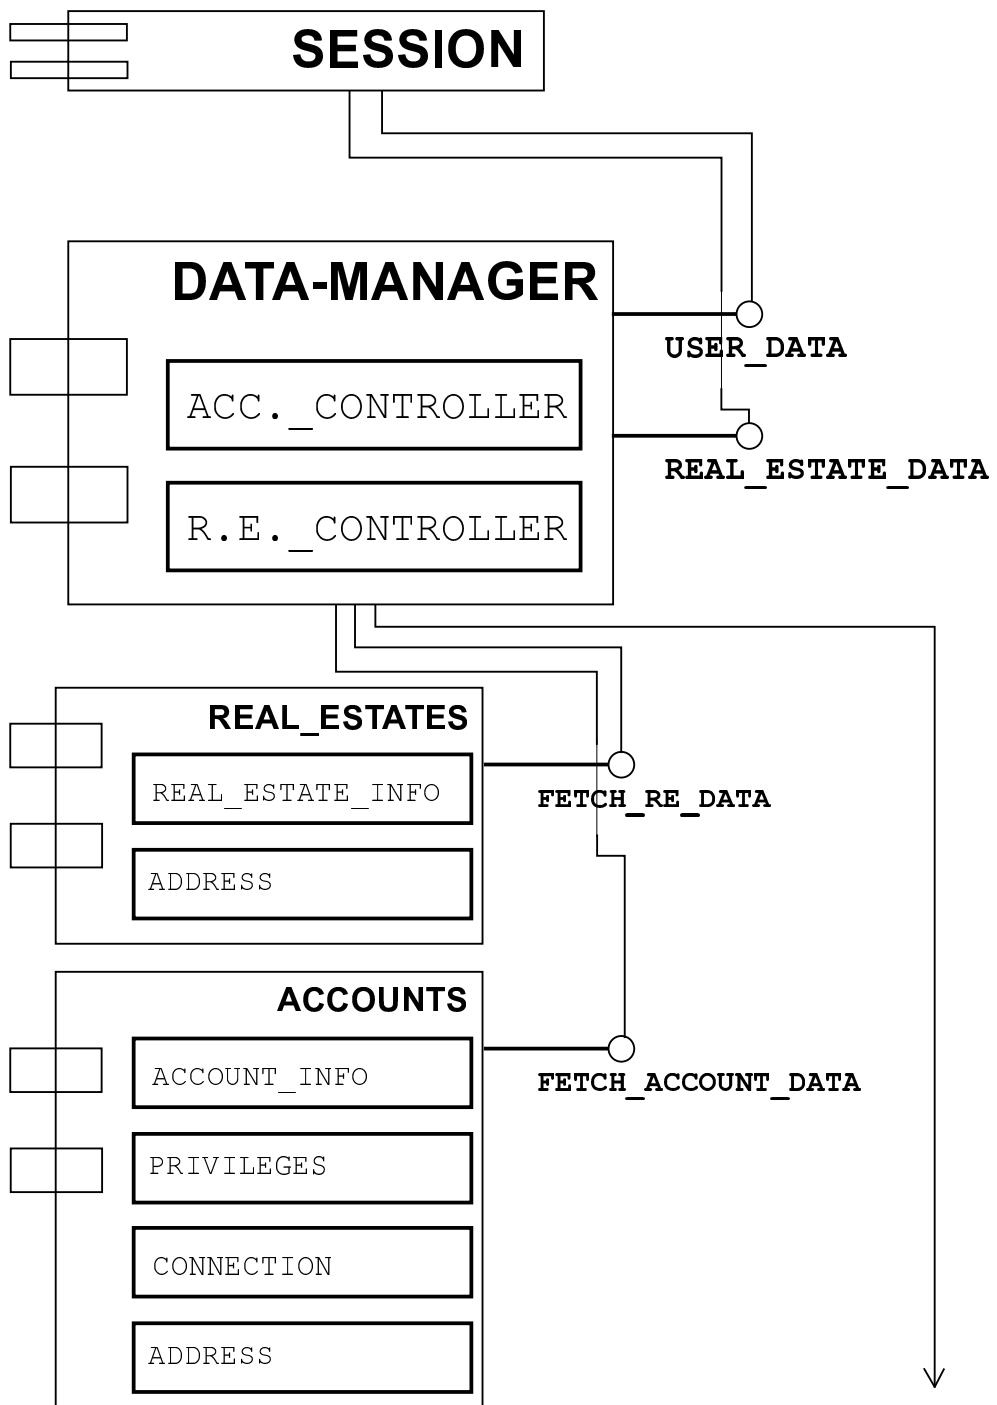 SESSION
DATA-MANAGER
USER_DATA
ACC._CONTROLLER
REAL_ESTATE_DATA
R.E._CONTROLLER
REAL_ESTATES
REAL_ESTATE_INFO
FETCH_RE_DATA
ADDRESS
ACCOUNTS
ACCOUNT_INFO
FETCH_ACCOUNT_DATA
PRIVILEGES
CONNECTION
ADDRESS